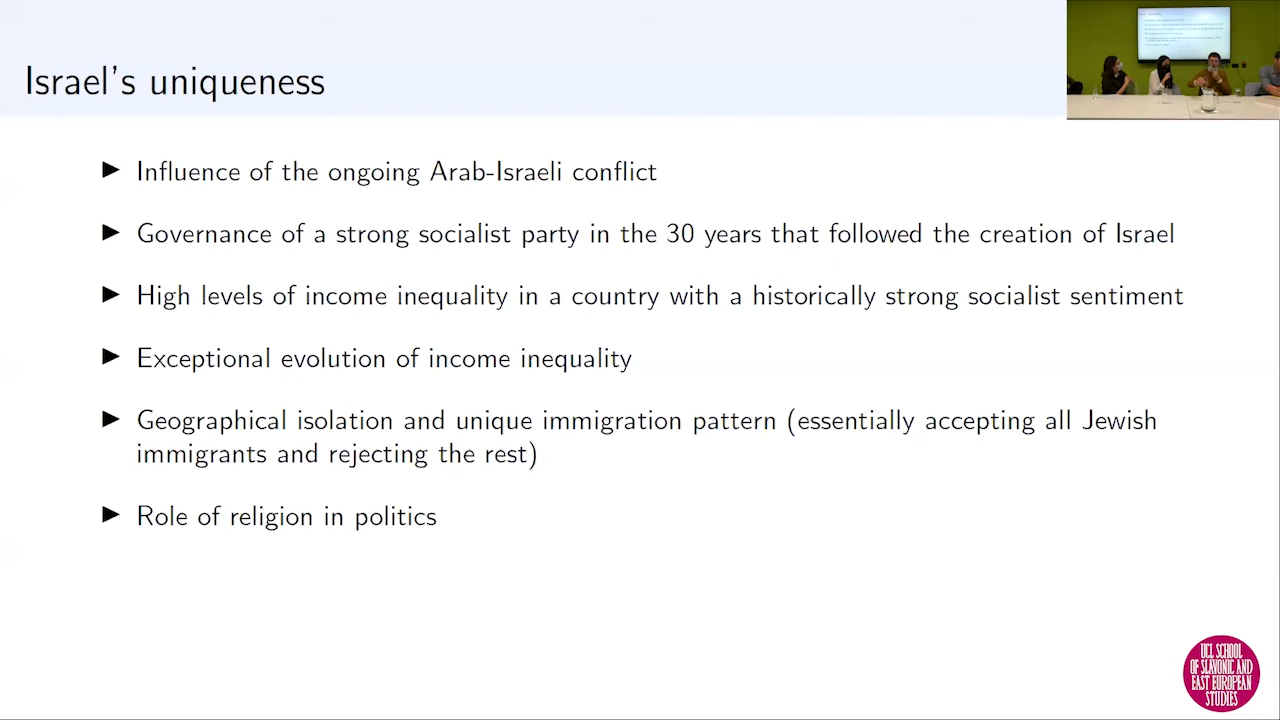 Israel's uniqueness
Influence of the ongoing Arab-Israeli conflict
Governance of a strong socialist party in the 30 years that followed the creation of Israel
High levels of income inequality in a country with a historically strong socialist sentiment
Exceptional evolution of income inequality
Geographical isolation and unique immigration pattern (essentially accepting all Jewish
immigrants and rejecting the rest)
Role of religion in politics
UCL SCHOOL
OF SLAVONIC AND
EAST EUROPEAN
STUDIES